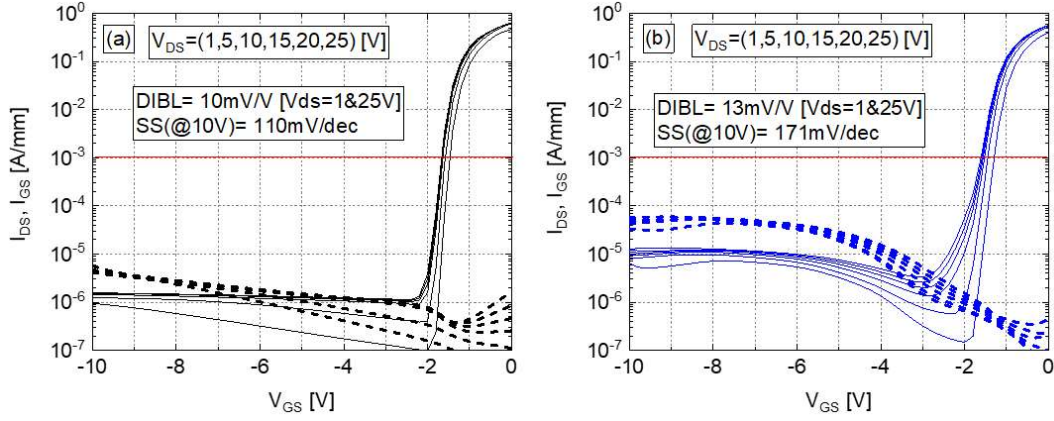 (a)
V_DS=(1,5,10,15,20,25) [V]
DIBL= 10mV/V [Vds=1&25V]
SS(@10V)= 110mV/dec
I_DS, I_GS [A/mm]
10^0
10^-1
10^-2
10^-3
10^-4
10^-5
10^-6
10^-7
-10 -8 -6 -4 -2 0
V_GS [V]
(b)
V_DS=(1,5,10,15,20,25) [V]
DIBL= 13mV/V [Vds=1&25V]
SS(@10V)= 171mV/dec
I_DS, I_GS [A/mm]
10^0
10^-1
10^-2
10^-3
10^-4
10^-5
10^-6
10^-7
-10 -8 -6 -4 -2 0
V_GS [V]